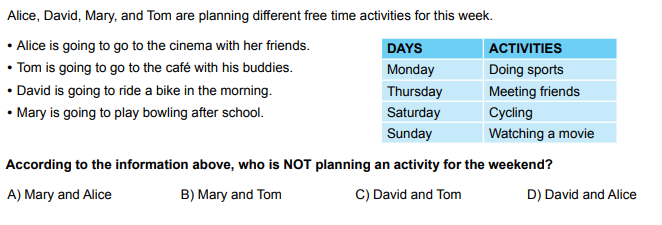 Alice, David, Mary, and Tom are planning different free time activities for this week.
• Alice is going to go to the cinema with her friends.
• Tom is going to go to the café with his buddies.
• David is going to ride a bike in the morning.
• Mary is going to play bowling after school.
DAYS ACTIVITIES
Monday Doing sports
Thursday Meeting friends
Saturday Cycling
Sunday Watching a movie
According to the information above, who is NOT planning an activity for the weekend?
A) Mary and Alice B) Mary and Tom C) David and Tom D) David and Alice